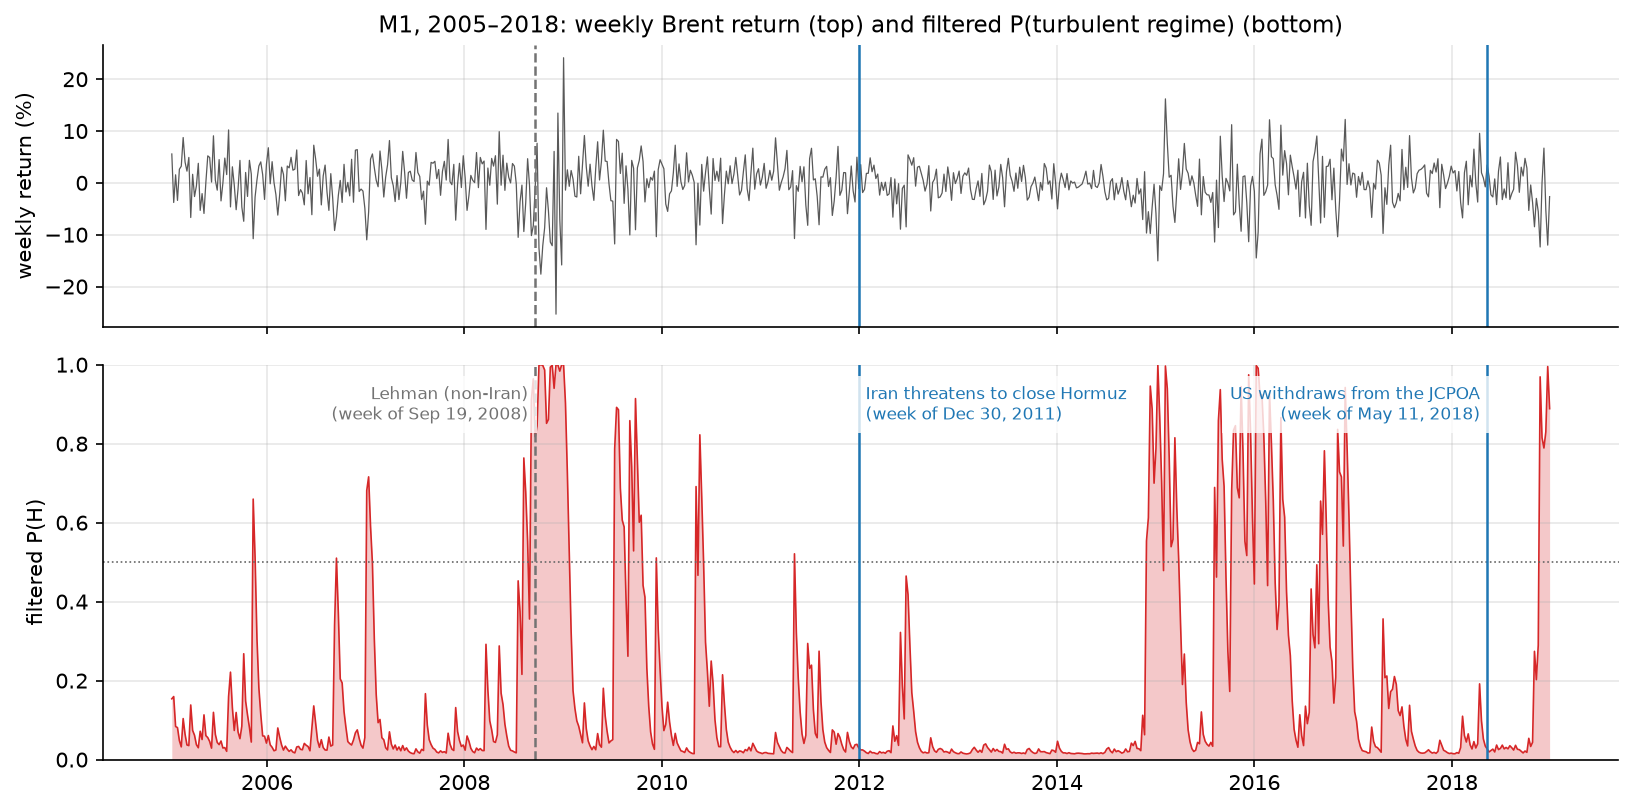 M1, 2005–2018: weekly Brent return (top) and filtered P(turbulent regime) (bottom)
weekly return (%)
20
10
0
−10
−20
filtered P(H)
1.0
0.8
0.6
0.4
0.2
0.0
Lehman (non-Iran)
(week of Sep 19, 2008)
Iran threatens to close Hormuz
(week of Dec 30, 2011)
US withdraws from the JCPOA
(week of May 11, 2018)
2006
2008
2010
2012
2014
2016
2018